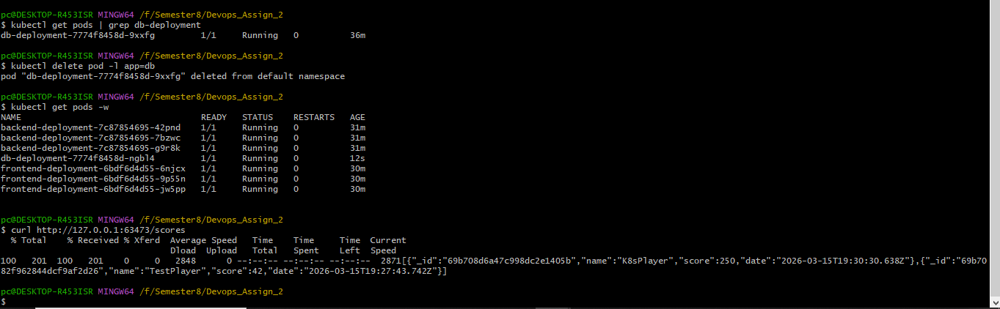 pc@DESKTOP-R453ISR MINGW64 /f/Semester8/Devops_Assign_2
$ kubectl get pods | grep db-deployment
db-deployment-7774f8458d-9xxfg         1/1     Running   0          36m
pc@DESKTOP-R453ISR MINGW64 /f/Semester8/Devops_Assign_2
$ kubectl delete pod -l app=db
pod "db-deployment-7774f8458d-9xxfg" deleted from default namespace
pc@DESKTOP-R453ISR MINGW64 /f/Semester8/Devops_Assign_2
$ kubectl get pods -w
NAME                                   READY   STATUS    RESTARTS   AGE
backend-deployment-7c87854695-42pnd    1/1     Running   0          31m
backend-deployment-7c87854695-7bzwc    1/1     Running   0          31m
backend-deployment-7c87854695-g9r8k    1/1     Running   0          31m
db-deployment-7774f8458d-ngbl4         1/1     Running   0          12s
frontend-deployment-6bdf6d4d55-6njcx   1/1     Running   0          30m
frontend-deployment-6bdf6d4d55-9p55n   1/1     Running   0          30m
frontend-deployment-6bdf6d4d55-jw5pp   1/1     Running   0          30m
pc@DESKTOP-R453ISR MINGW64 /f/Semester8/Devops_Assign_2
$ curl http://127.0.0.1:63473/scores
  % Total    % Received % Xferd  Average Speed   Time    Time     Time  Current
                                 Dload  Upload   Total   Spent    Left  Speed
100   201  100   201    0     0   2848      0 --:--:-- --:--:-- --:--:--  2871[{"_id":"69b708d6a47c998dc2e1405b","name":"K8sPlayer","score":250,"date":"2026-03-15T19:30:30.638Z"},{"_id":"69b70
82f962844dcf9af2d26","name":"TestPlayer","score":42,"date":"2026-03-15T19:27:43.742Z"}]
pc@DESKTOP-R453ISR MINGW64 /f/Semester8/Devops_Assign_2
$